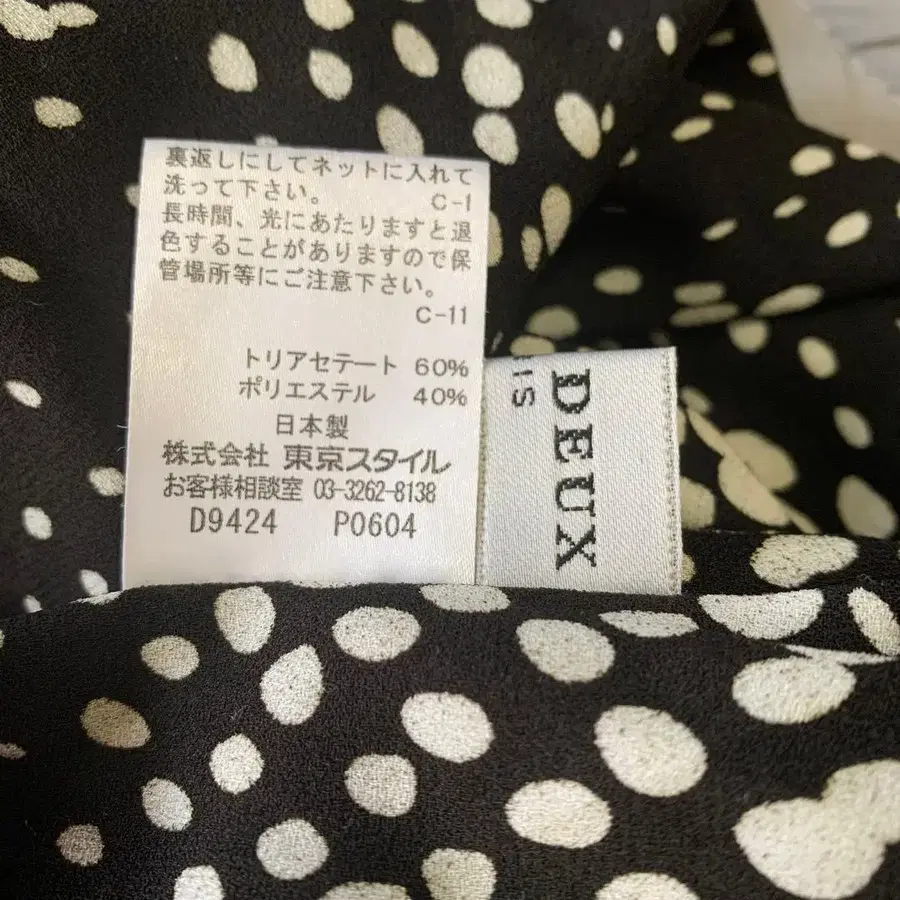 裏返しにしてネットに入れて
洗って下さい。 C-1
長時間、光にあたりますと退
色することがありますので保
管場所等にご注意下さい。
C-11
トリアセテート 60%
ポリエステル 40%
日本製
株式会社 東京スタイル
お客様相談室 03-3262-8138
D9424 P0604
DEUX